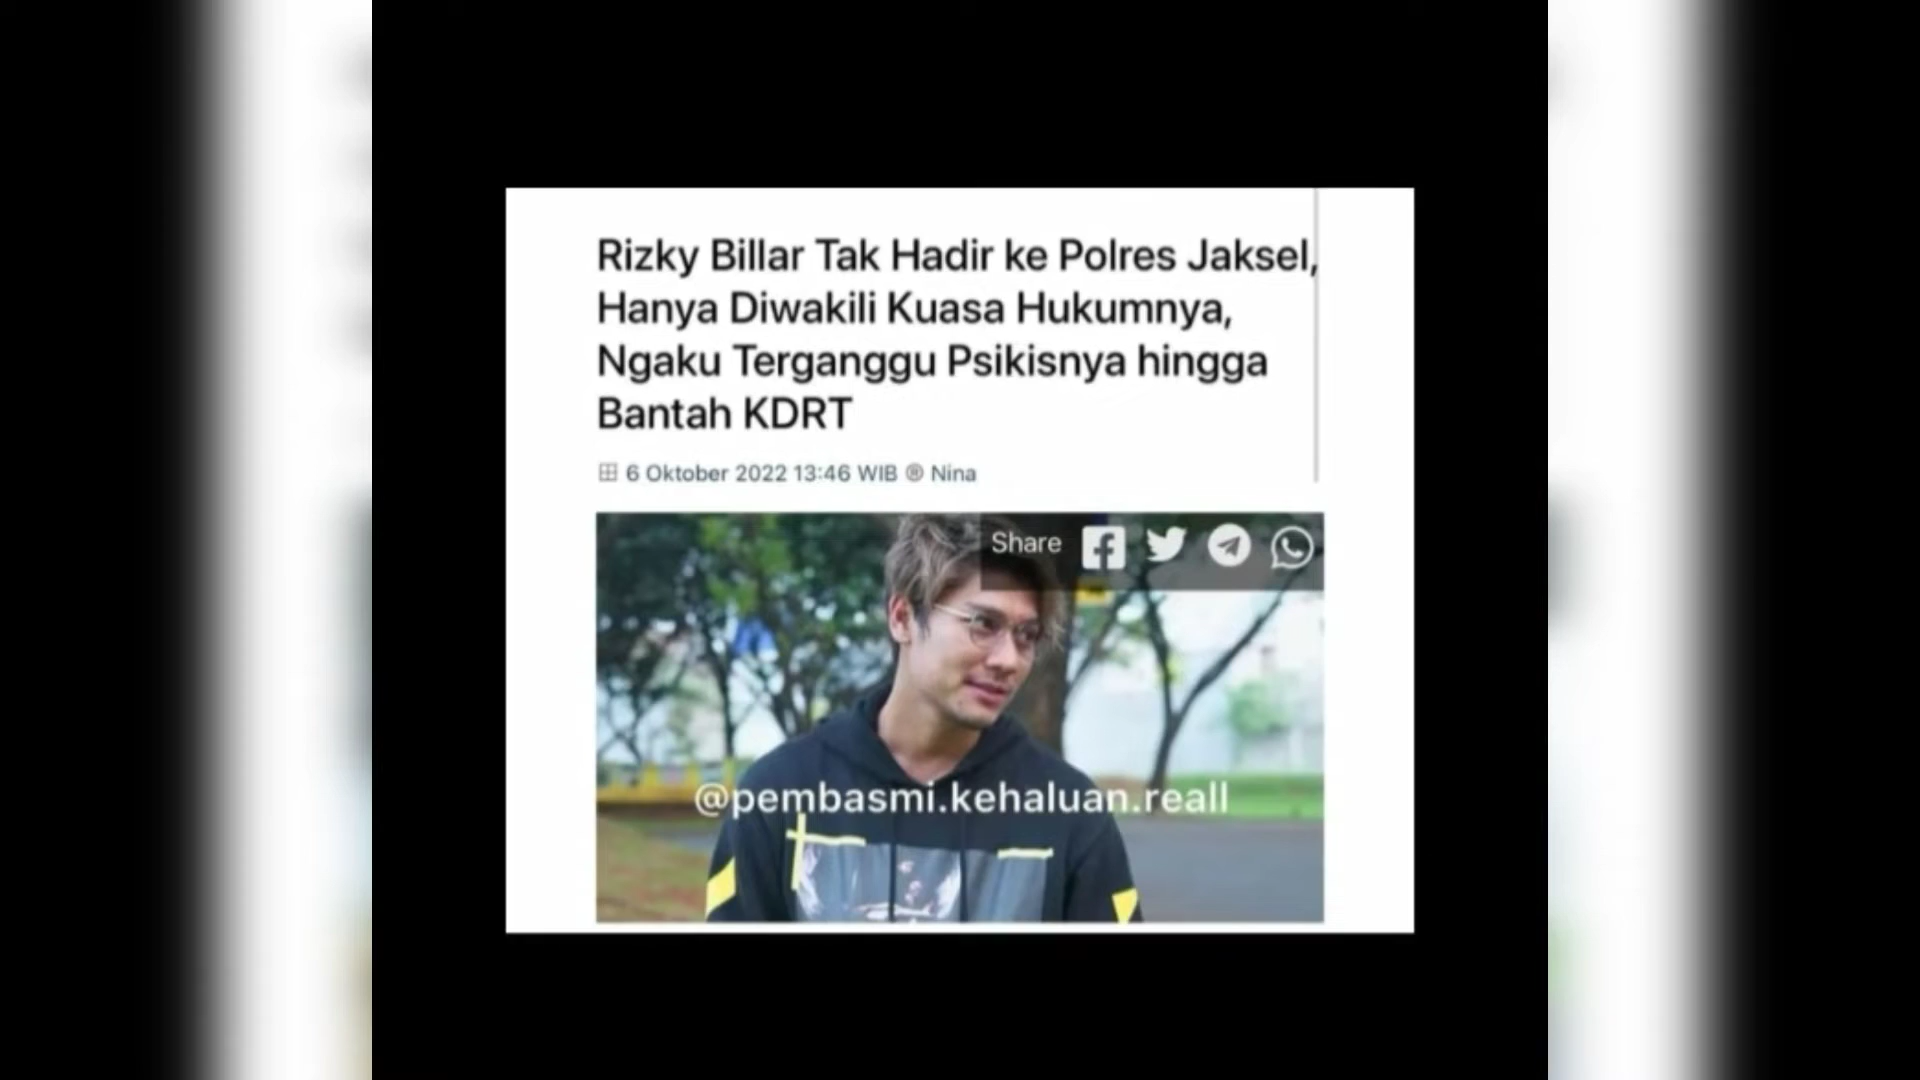 Rizky Billar Tak Hadir ke Polres Jaksel,
Hanya Diwakili Kuasa Hukumnya,
Ngaku Terganggu Psikisnya hingga
Bantah KDRT
6 Oktober 2022 13:46 WIB ® Nina
Share
@pembasmi.kehaluan.reall